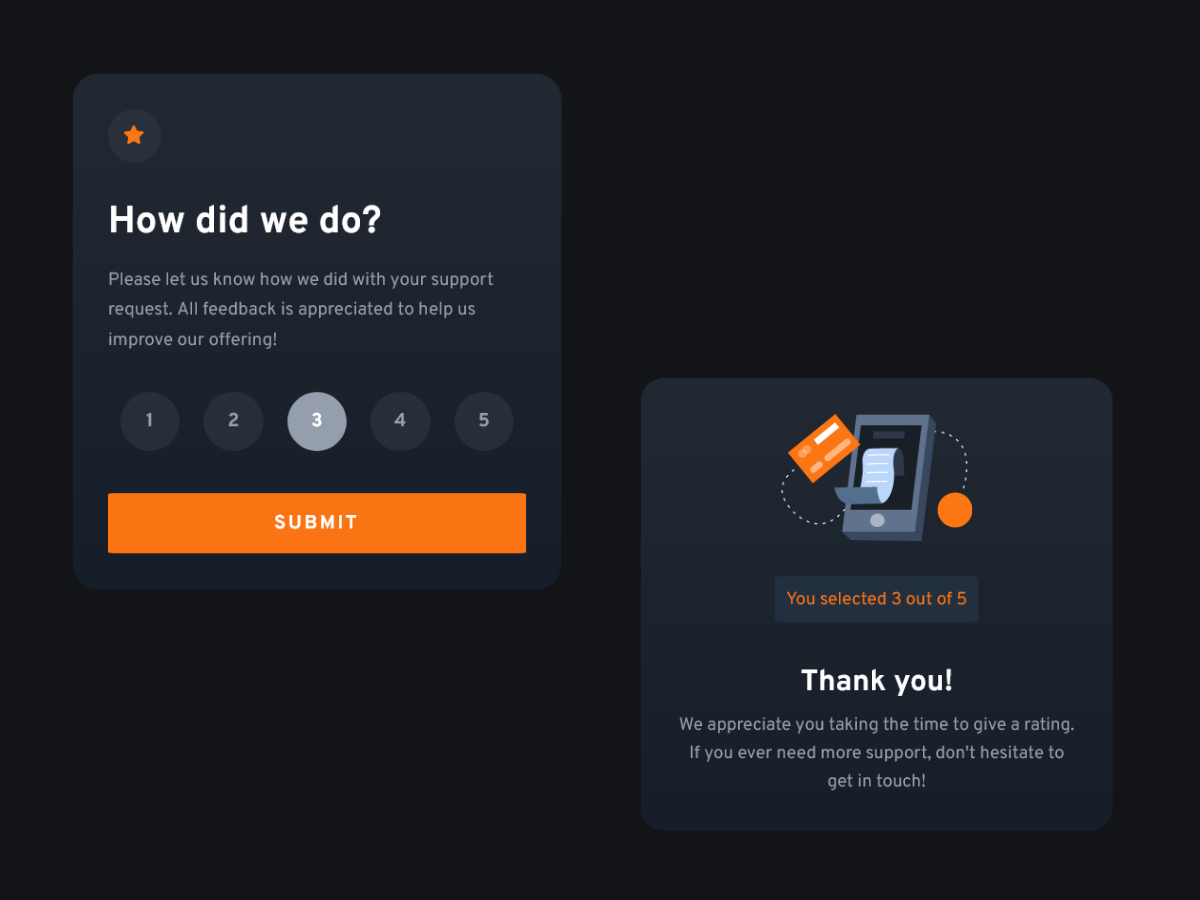 How did we do?
Please let us know how we did with your support
request. All feedback is appreciated to help us
improve our offering!
1 2 3 4 5
SUBMIT
You selected 3 out of 5
Thank you!
We appreciate you taking the time to give a rating.
If you ever need more support, don't hesitate to
get in touch!